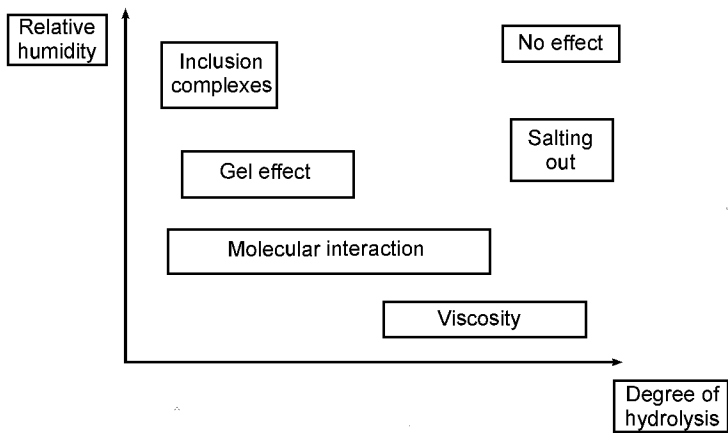 Relative
humidity
Inclusion
complexes
No effect
Salting
out
Gel effect
Molecular interaction
Viscosity
Degree of
hydrolysis